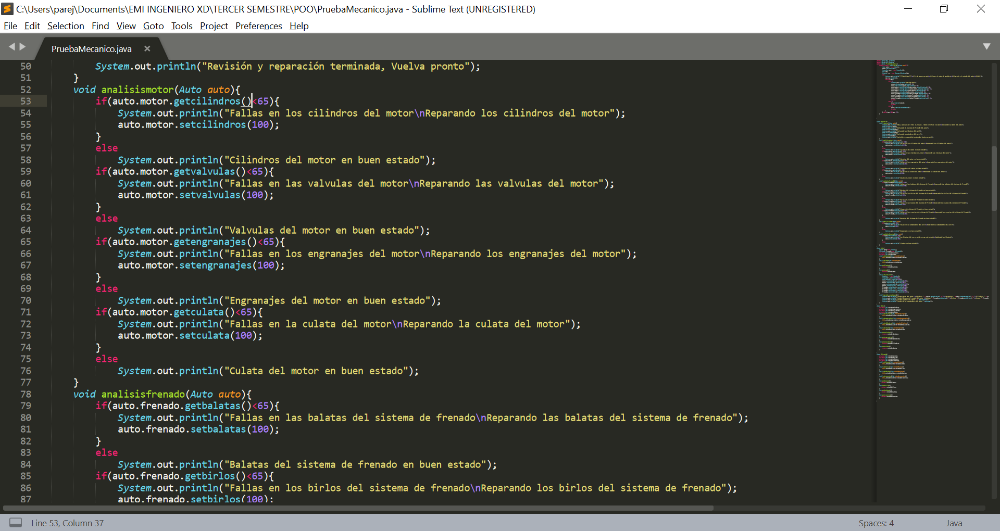 C:\Users\parej\Documents\EMI INGENIERO XD\TERCER SEMESTRE\POO\PruebaMecanico.java - Sublime Text (UNREGISTERED)
File Edit Selection Find View Goto Tools Project Preferences Help
PruebaMecanico.java
50 System.out.println("Revisión y reparación terminada, Vuelva pronto");
51 }
52 void analisismotor(Auto auto){
53 if(auto.motor.getcilindros()<65){
54 System.out.println("Fallas en los cilindros del motor\nReparando los cilindros del motor");
55 auto.motor.setcilindros(100);
56 }
57 else
58 System.out.println("Cilindros del motor en buen estado");
59 if(auto.motor.getvalvulas()<65){
60 System.out.println("Fallas en las valvulas del motor\nReparando las valvulas del motor");
61 auto.motor.setvalvulas(100);
62 }
63 else
64 System.out.println("Valvulas del motor en buen estado");
65 if(auto.motor.getengranajes()<65){
66 System.out.println("Fallas en los engranajes del motor\nReparando los engranajes del motor");
67 auto.motor.setengranajes(100);
68 }
69 else
70 System.out.println("Engranajes del motor en buen estado");
71 if(auto.motor.getculata()<65){
72 System.out.println("Fallas en la culata del motor\nReparando la culata del motor");
73 auto.motor.setculata(100);
74 }
75 else
76 System.out.println("Culata del motor en buen estado");
77 }
78 void analisisfrenado(Auto auto){
79 if(auto.frenado.getbalatas()<65){
80 System.out.println("Fallas en las balatas del sistema de frenado\nReparando las balatas del sistema de frenado");
81 auto.frenado.setbalatas(100);
82 }
83 else
84 System.out.println("Balatas del sistema de frenado en buen estado");
85 if(auto.frenado.getbirlos()<65){
86 System.out.println("Fallas en los birlos del sistema de frenado\nReparando los birlos del sistema de frenado");
87 auto.frenado.setbirlos(100);
Line 53, Column 37
Spaces: 4
Java